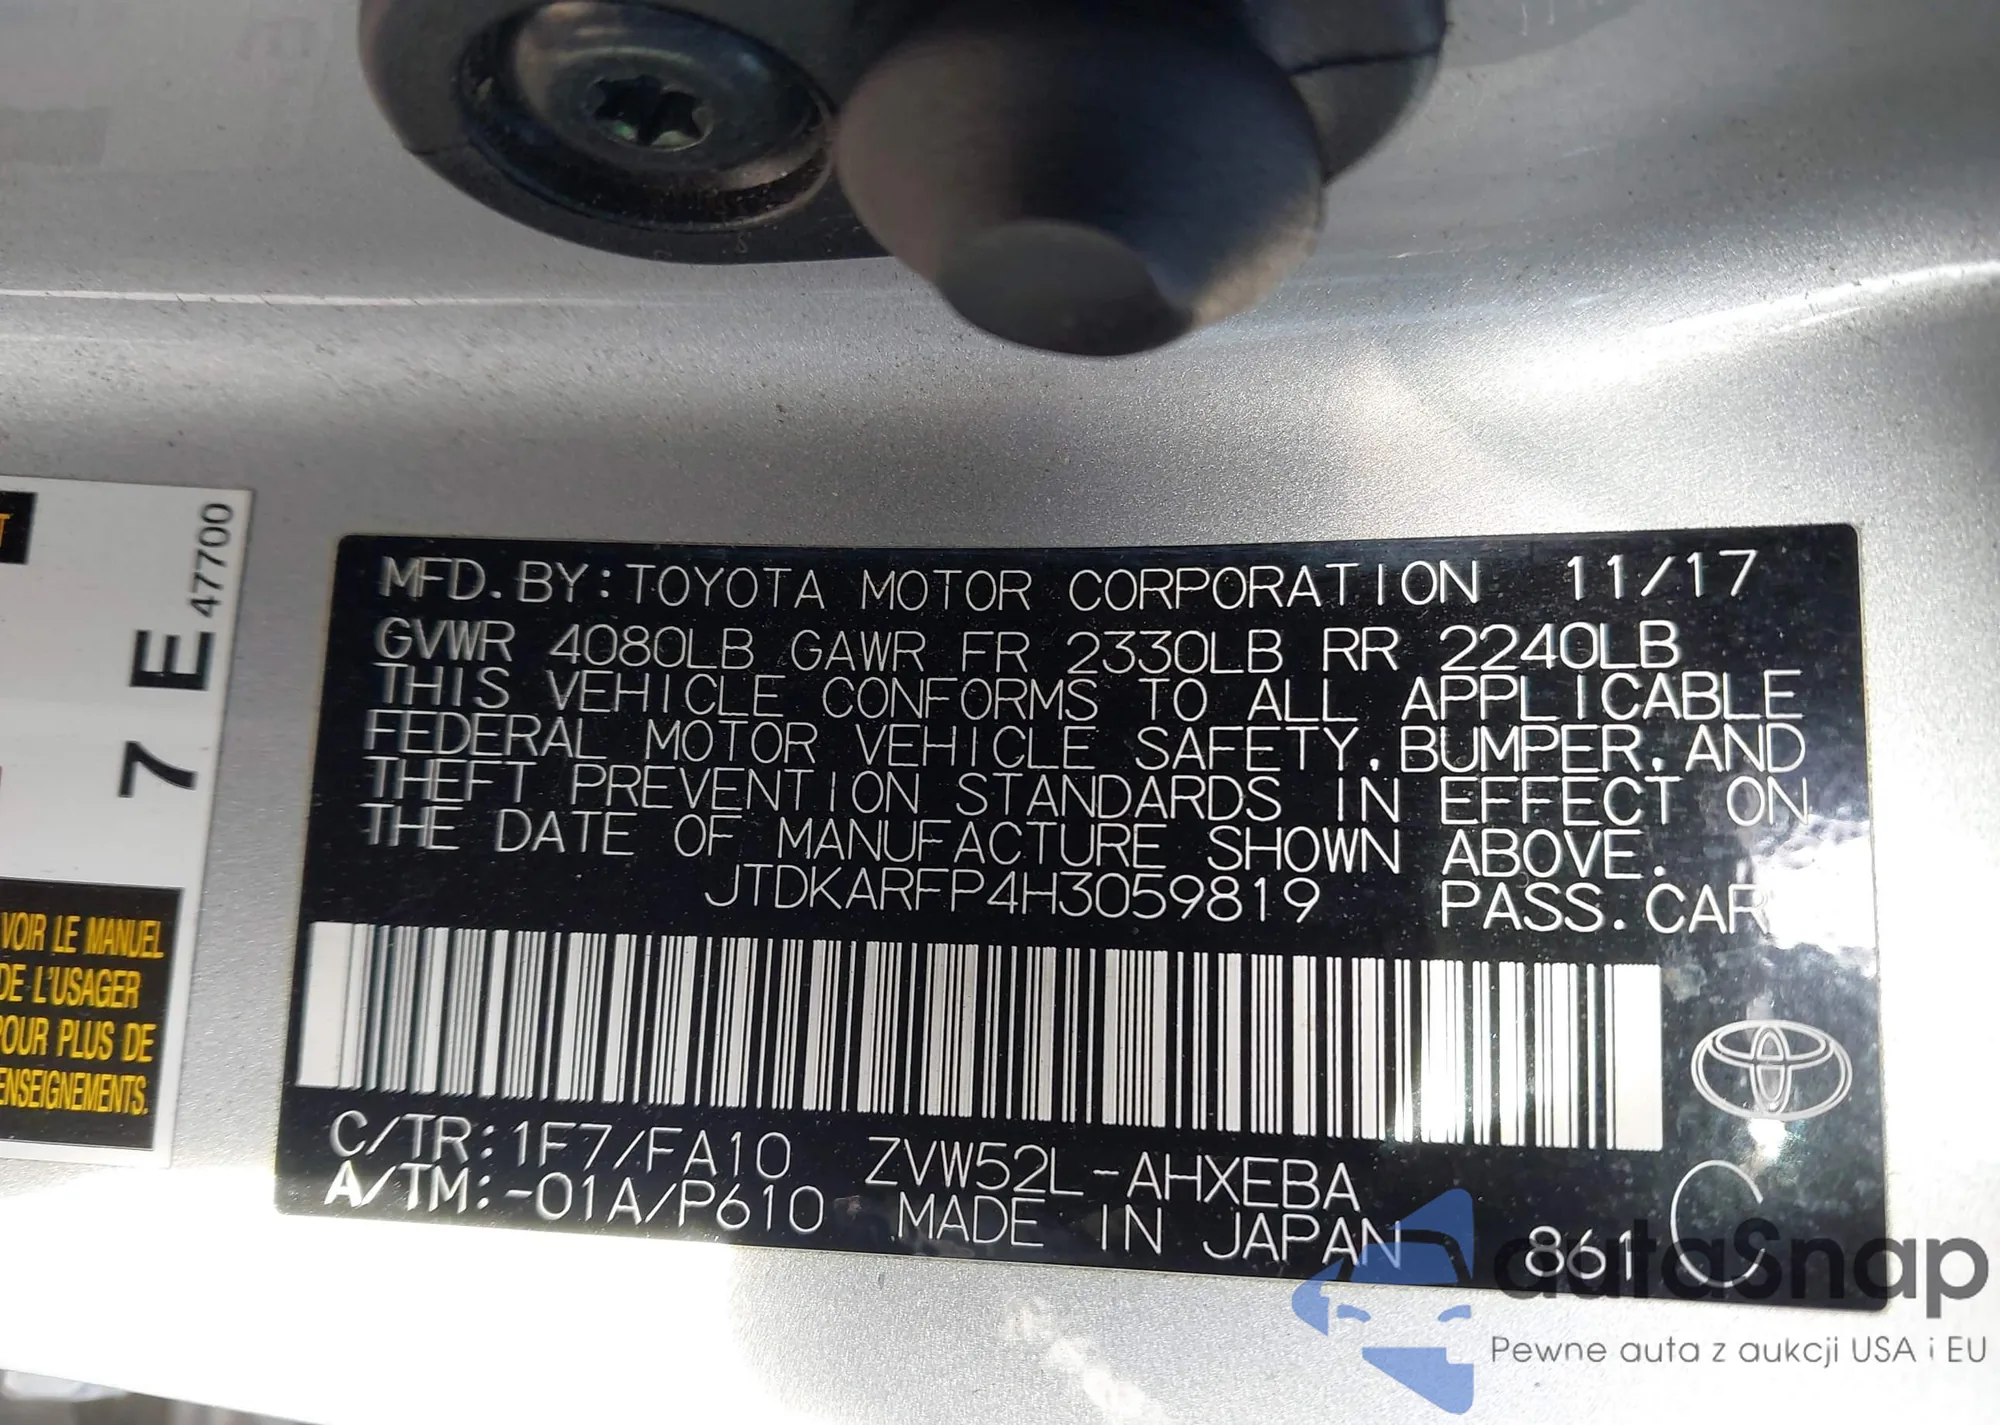 MFD. BY: TOYOTA MOTOR CORPORATION 11/17
GVWR 4080LB GAWR FR 2330LB RR 2240LB
THIS VEHICLE CONFORMS TO ALL APPLICABLE
FEDERAL MOTOR VEHICLE SAFETY, BUMPER, AND
THEFT PREVENTION STANDARDS IN EFFECT ON
THE DATE OF MANUFACTURE SHOWN ABOVE.
JTDKARFP4H3059819 PASS. CAR
C/TR: 1F7/FA10 ZVW52L-AHXEBA
A/TM: -01A/P610 MADE IN JAPAN 861 C
7 E 47700
T
VOIR LE MANUEL
DE L'USAGER
POUR PLUS DE
ENSEIGNEMENTS.
autaSnap
Pewne auta z aukcji USA i EU